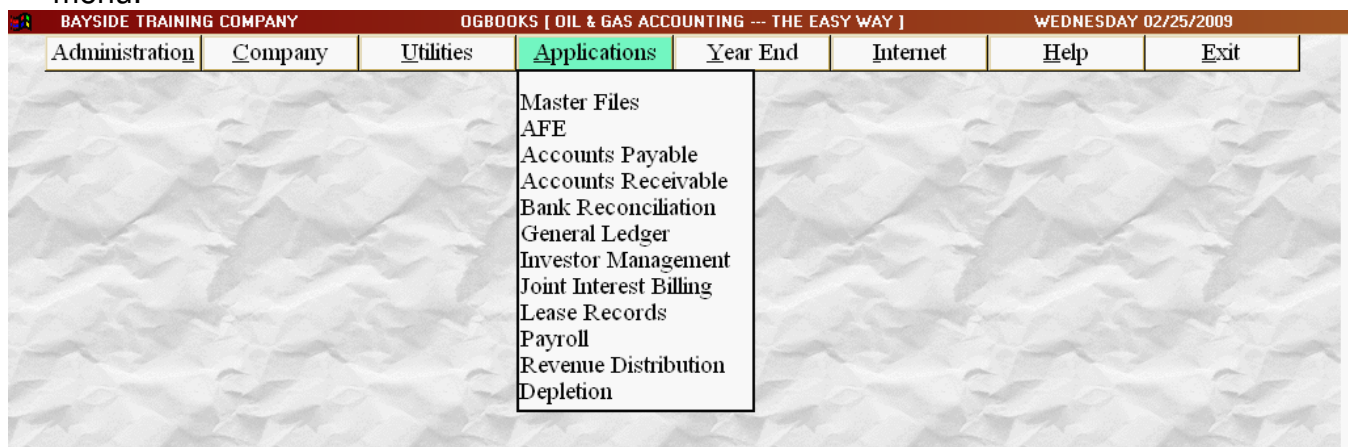 menu.
BAYSIDE TRAINING COMPANY OGBOOKS [ OIL & GAS ACCOUNTING --- THE EASY WAY ] WEDNESDAY 02/25/2009
Administration Company Utilities Applications Year End Internet Help Exit
Master Files
AFE
Accounts Payable
Accounts Receivable
Bank Reconciliation
General Ledger
Investor Management
Joint Interest Billing
Lease Records
Payroll
Revenue Distribution
Depletion